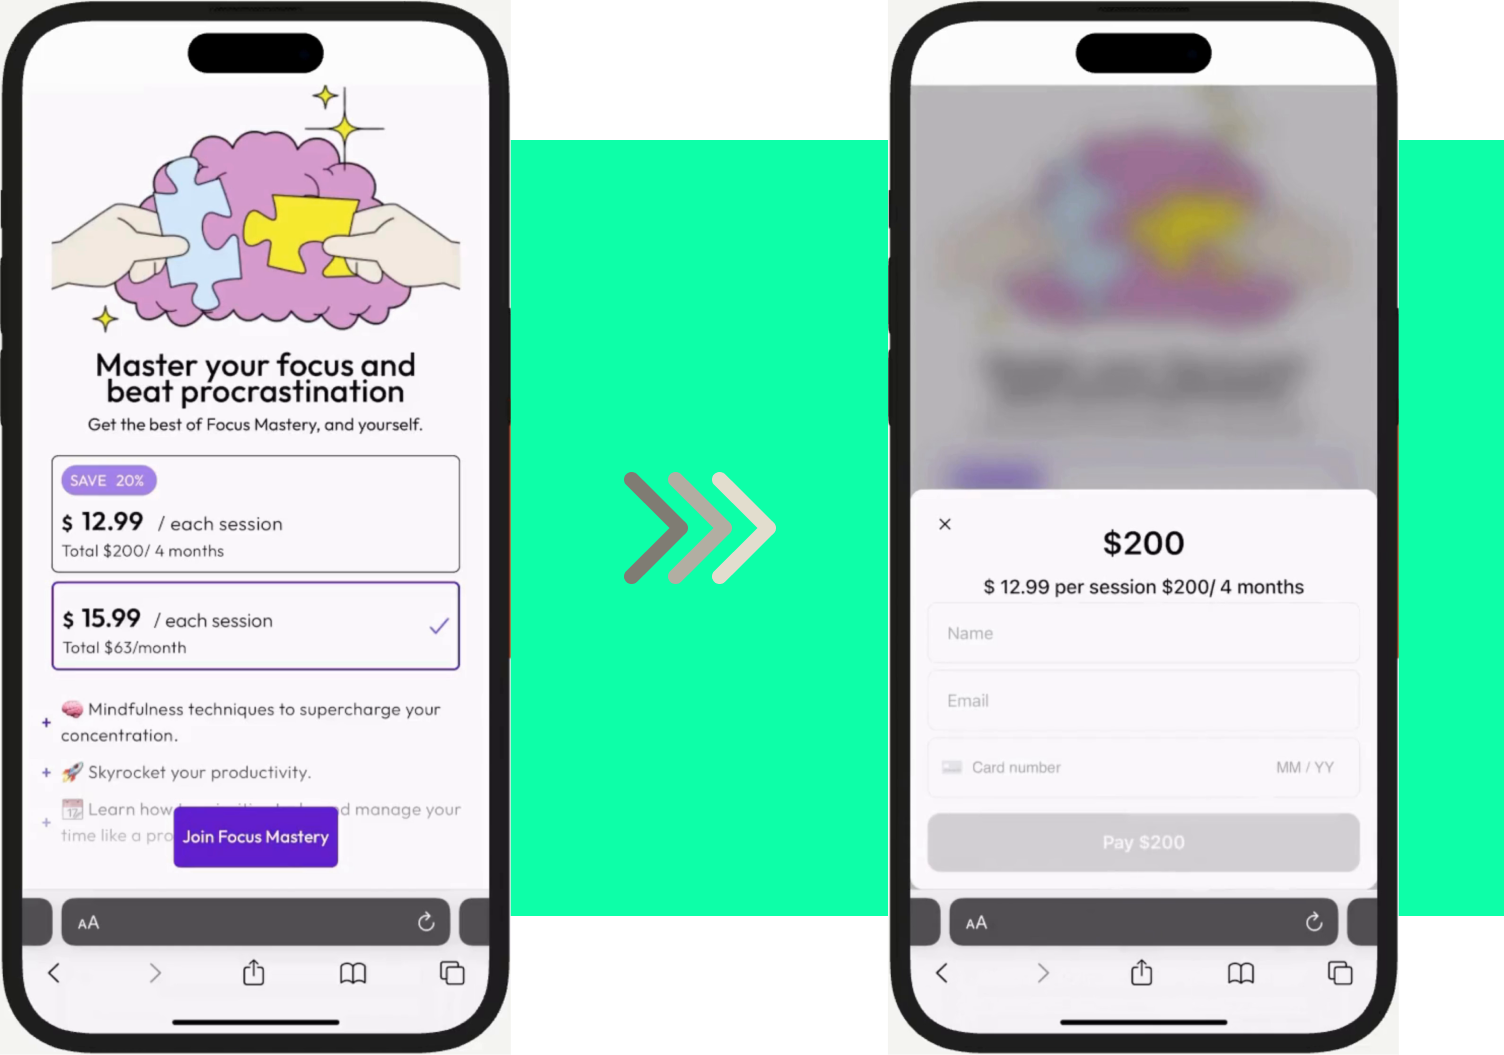 Master your focus and
beat procrastination
Get the best of Focus Mastery, and yourself.
SAVE 20%
$ 12.99 / each session
Total $200/ 4 months
$ 15.99 / each session
Total $63/month
+ 🧠 Mindfulness techniques to supercharge your
concentration.
+ 🚀 Skyrocket your productivity.
+ 📅 Learn how manage your
time like a pro
Join Focus Mastery
AA
$200
$ 12.99 per session $200/ 4 months
Name
Email
Card number MM / YY
Pay $200
AA